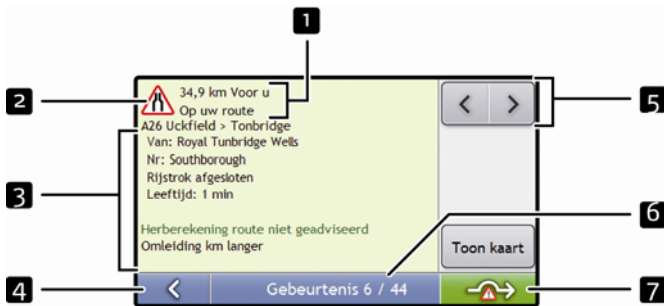 1
2
34,9 km Voor u
Op uw route
5
A26 Uckfield > Tonbridge
Van: Royal Tunbridge Wells
Nr: Southborough
3
Rijstrok afgesloten
Leeftijd: 1 min
6
Herberekening route niet geadviseerd
Omleiding km langer
Toon kaart
4
Gebeurtenis 6 / 44
7